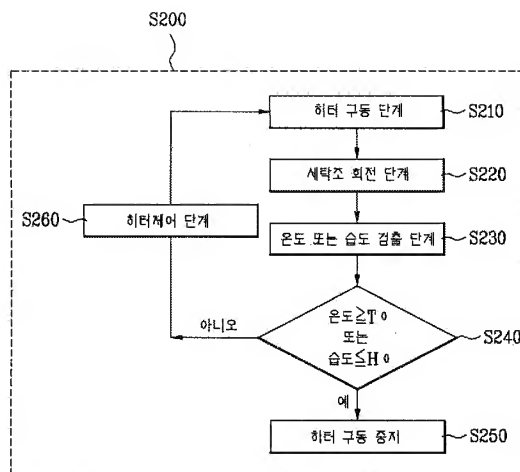 S200
히터 구동 단계
S210
세탁조 회전 단계
S220
히터제어 단계
S260
온도 또는 습도 검출 단계
S230
온도≧T₀
또는
습도≦H₀
S240
아니오
예
히터 구동 중지
S250